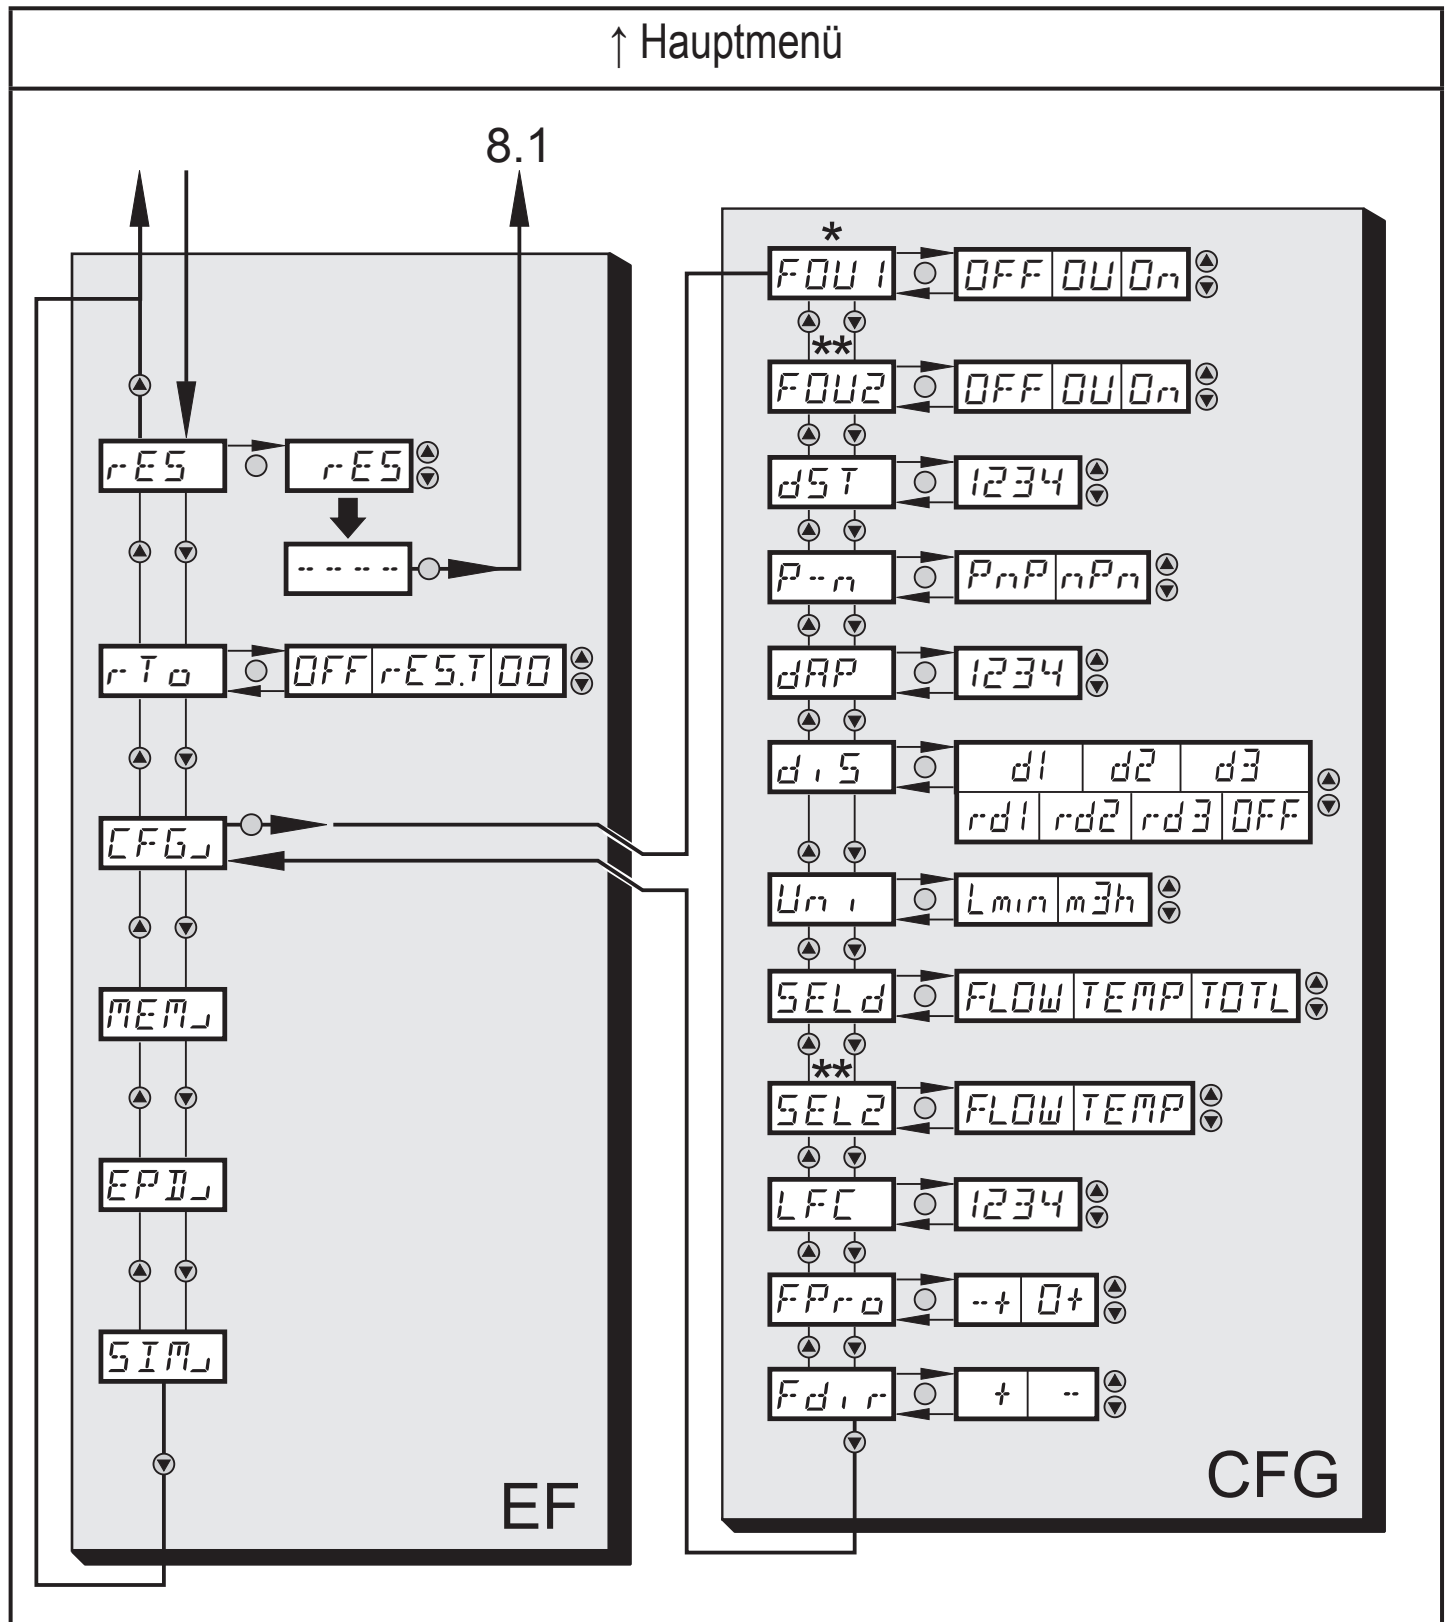 ↑ Hauptmenü
8.1
rES
rES
- - - -
rTo
OFF rES.T 00
CFG
MEM
EPD
SIM
EF
*
FOU1
OFF OU On
**
FOU2
OFF OU On
dST
1234
P-n
PnP nPn
dAP
1234
diS
d1 d2 d3
rd1 rd2 rd3 OFF
Uni
Lmin m3h
SELd
FLOW TEMP TOTL
**
SEL2
FLOW TEMP
LFC
1234
FPro
-+ 0+
Fdir
+ -
CFG